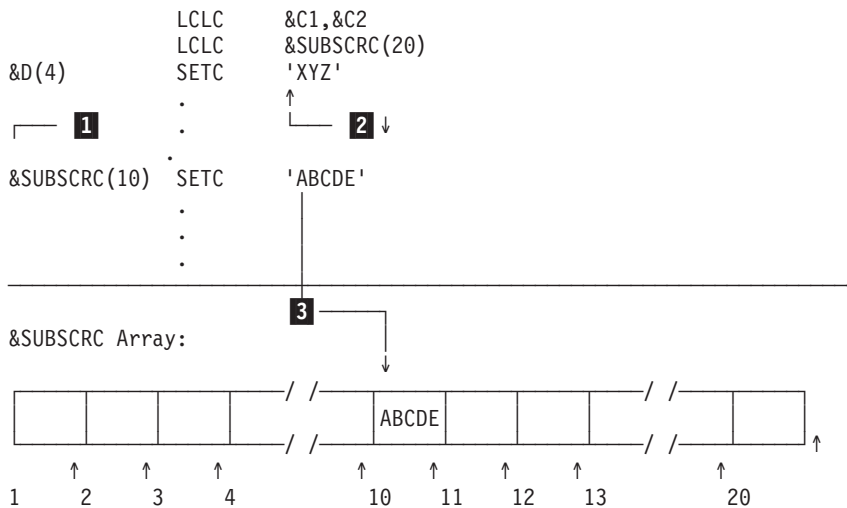 LCLC &C1,&C2
LCLC &SUBSCRC(20)
&D(4) SETC 'XYZ'
.
1 . 2
.
&SUBSCRC(10) SETC 'ABCDE'
.
.
.
3
&SUBSCRC Array:
/ / / /
ABCDE
/ / / /
1 2 3 4 10 11 12 13 20